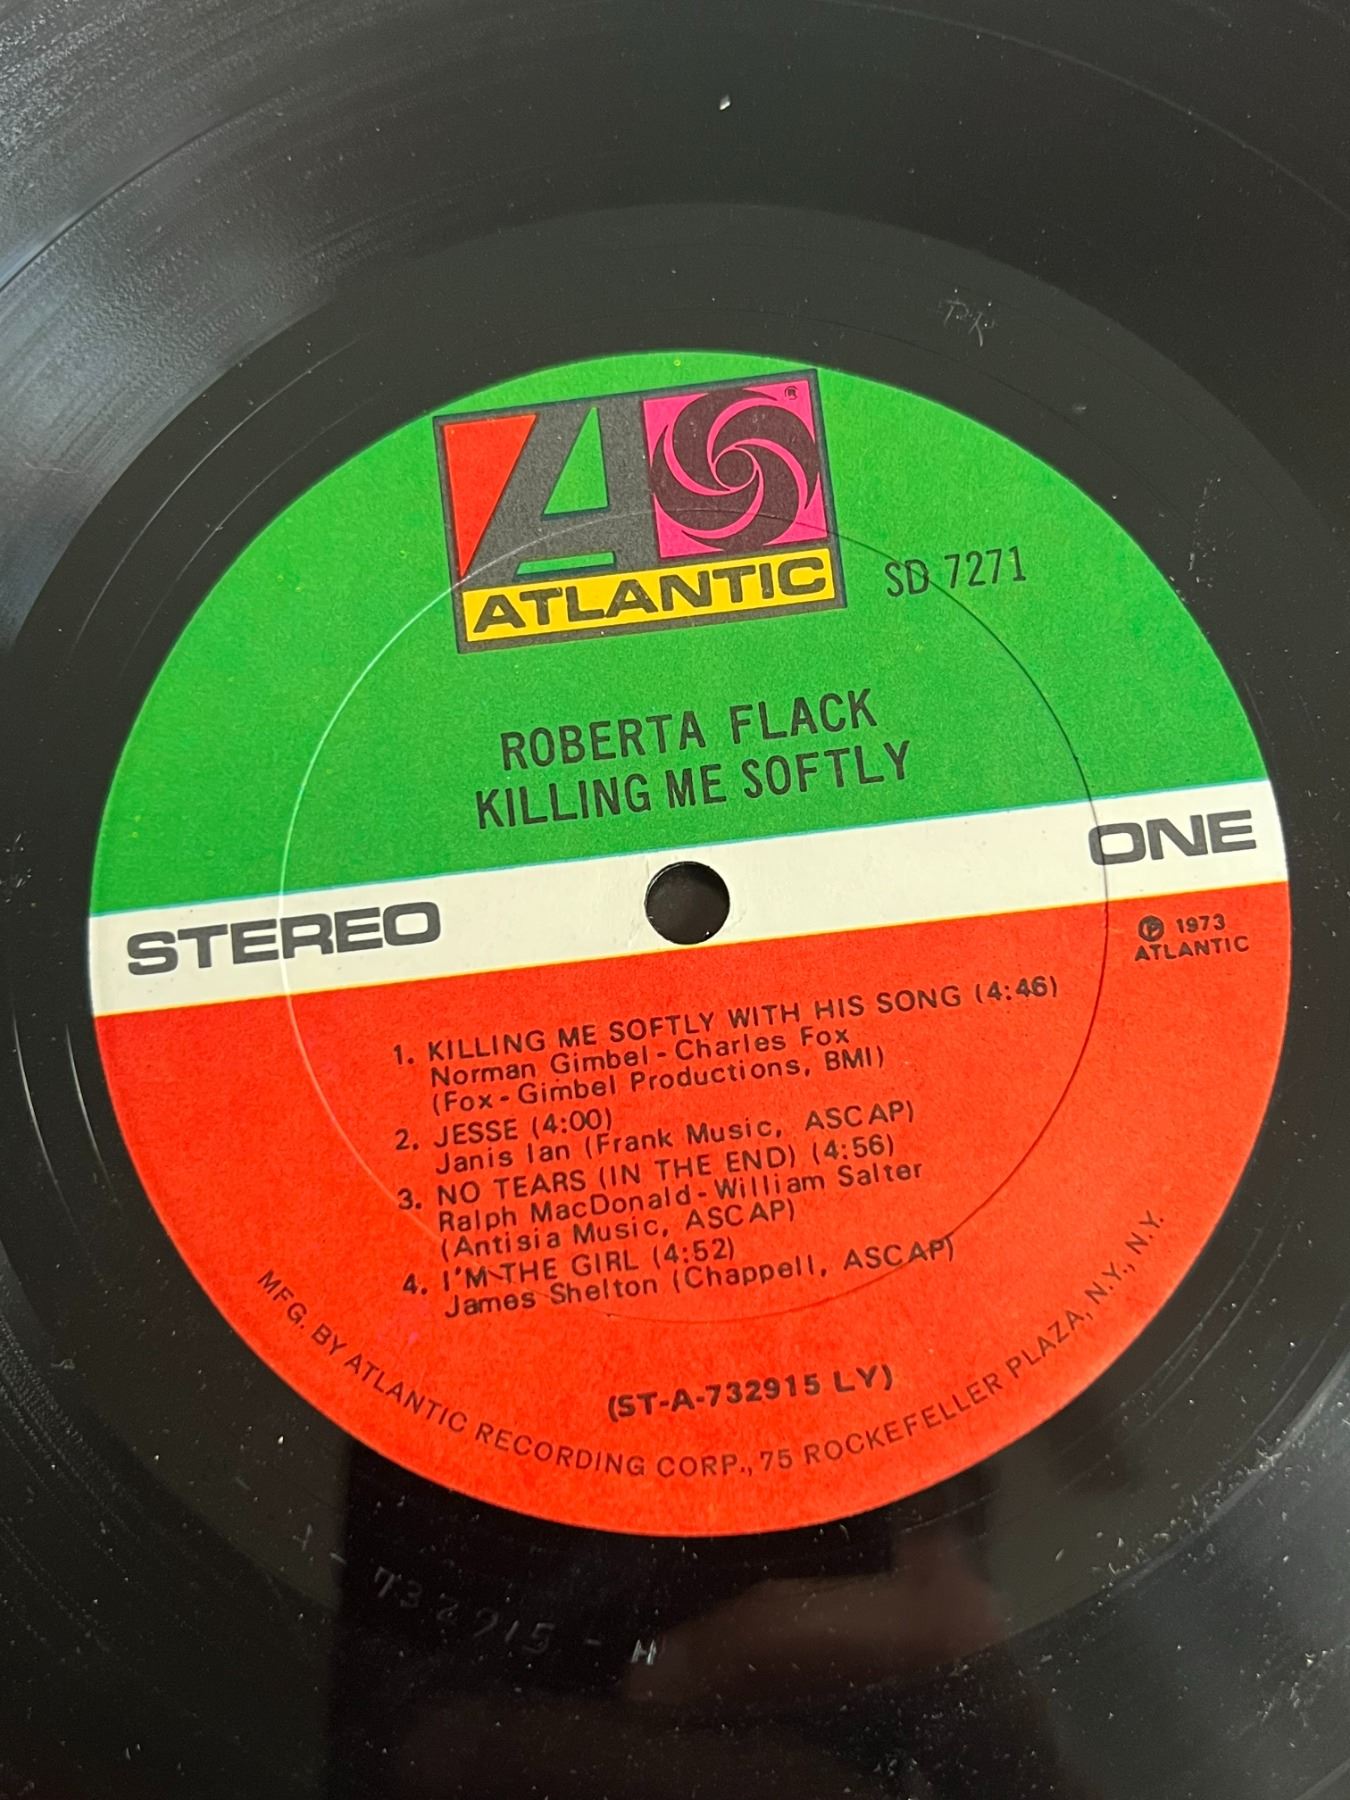 PR
A
®
ATLANTIC
SD 7271
ROBERTA FLACK
KILLING ME SOFTLY
STEREO
ONE
Ⓟ 1973
ATLANTIC
1. KILLING ME SOFTLY WITH HIS SONG (4:46)
Norman Gimbel - Charles Fox
(Fox - Gimbel Productions, BMI)
2. JESSE (4:00)
Janis Ian (Frank Music, ASCAP)
3. NO TEARS (IN THE END) (4:56)
Ralph MacDonald - William Salter
(Antisia Music, ASCAP)
4. I'M THE GIRL (4:52)
James Shelton (Chappell, ASCAP)
(ST-A-732915 LY)
MFG. BY ATLANTIC RECORDING CORP., 75 ROCKEFELLER PLAZA, N.Y., N.Y.
732915 - H